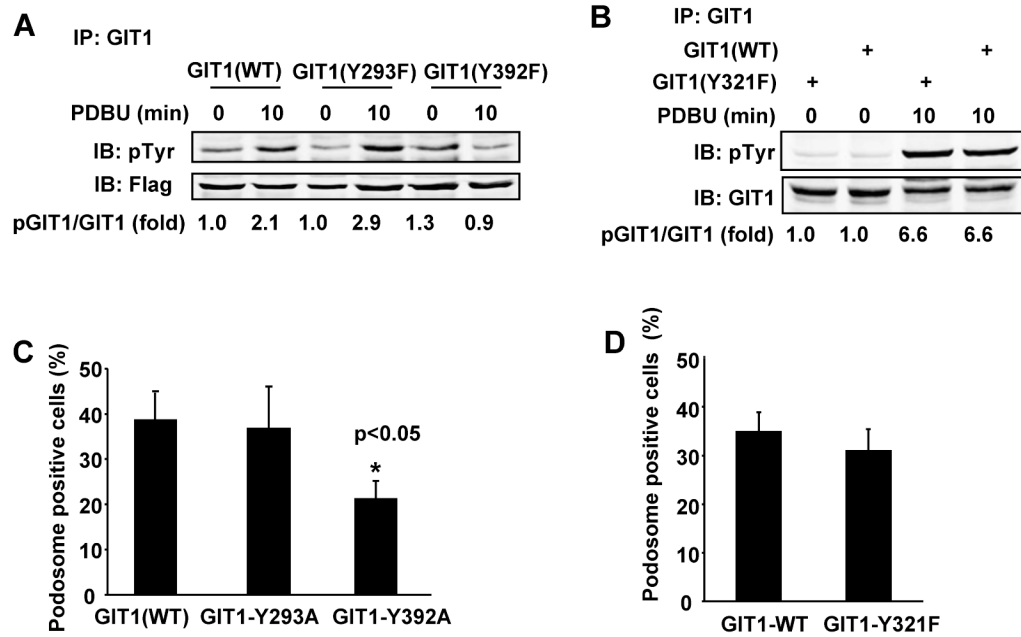 A
IP: GIT1
GIT1(WT) GIT1(Y293F) GIT1(Y392F)
PDBU (min) 0 10 0 10 0 10
IB: pTyr
IB: Flag
pGIT1/GIT1 (fold) 1.0 2.1 1.0 2.9 1.3 0.9
B
IP: GIT1
GIT1(WT) + +
GIT1(Y321F) + +
PDBU (min) 0 0 10 10
IB: pTyr
IB: GIT1
pGIT1/GIT1 (fold) 1.0 1.0 6.6 6.6
C
Podosome positive cells (%)
50
40
30
20
10
0
p<0.05
*
GIT1(WT) GIT1-Y293A GIT1-Y392A
D
Podosome positive cells (%)
50
40
30
20
10
0
GIT1-WT GIT1-Y321F